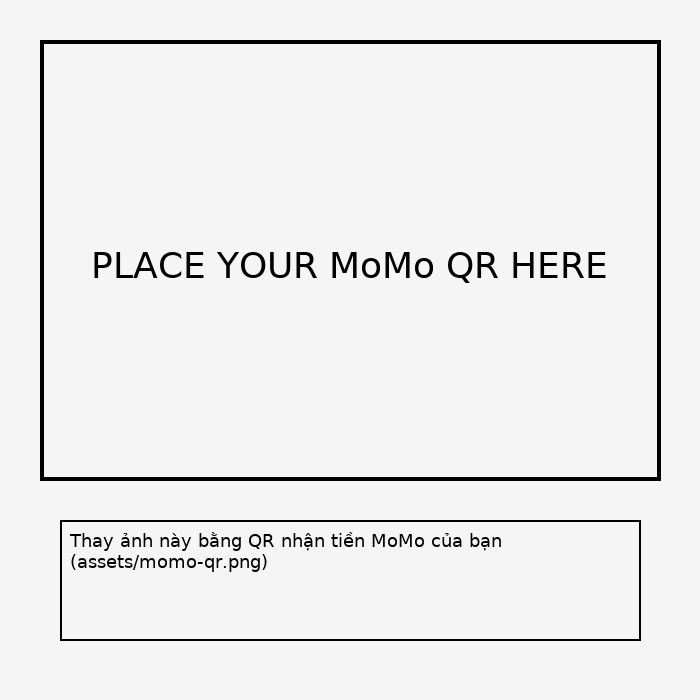 PLACE YOUR MoMo QR HERE
Thay ảnh này bằng QR nhận tiền MoMo của bạn
(assets/momo-qr.png)